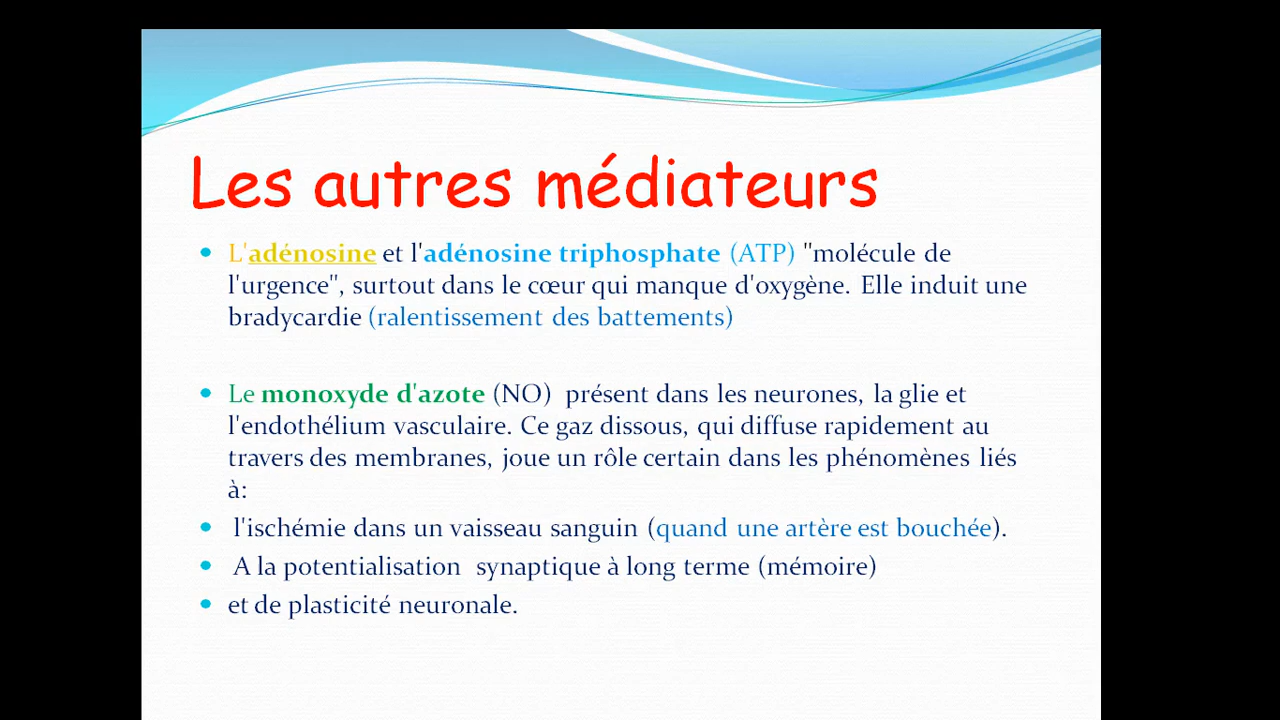 Les autres médiateurs
L'adénosine et l'adénosine triphosphate (ATP) "molécule de
l'urgence", surtout dans le cœur qui manque d'oxygène. Elle induit une
bradycardie (ralentissement des battements)
Le monoxyde d'azote (NO) présent dans les neurones, la glie et
l'endothélium vasculaire. Ce gaz dissous, qui diffuse rapidement au
travers des membranes, joue un rôle certain dans les phénomènes liés
à:
l'ischémie dans un vaisseau sanguin (quand une artère est bouchée).
A la potentialisation synaptique à long terme (mémoire)
et de plasticité neuronale.